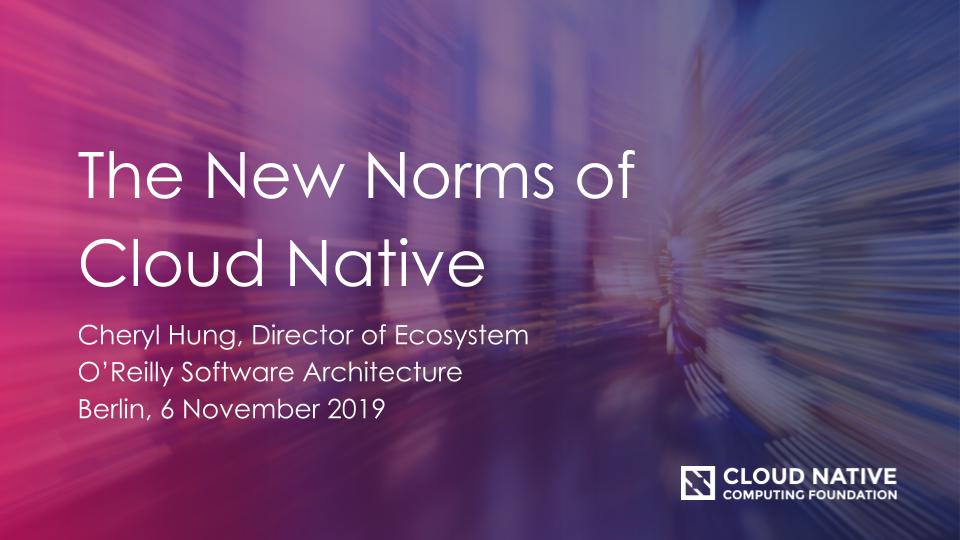 The New Norms of
Cloud Native
Cheryl Hung, Director of Ecosystem
O’Reilly Software Architecture
Berlin, 6 November 2019
CLOUD NATIVE
COMPUTING FOUNDATION